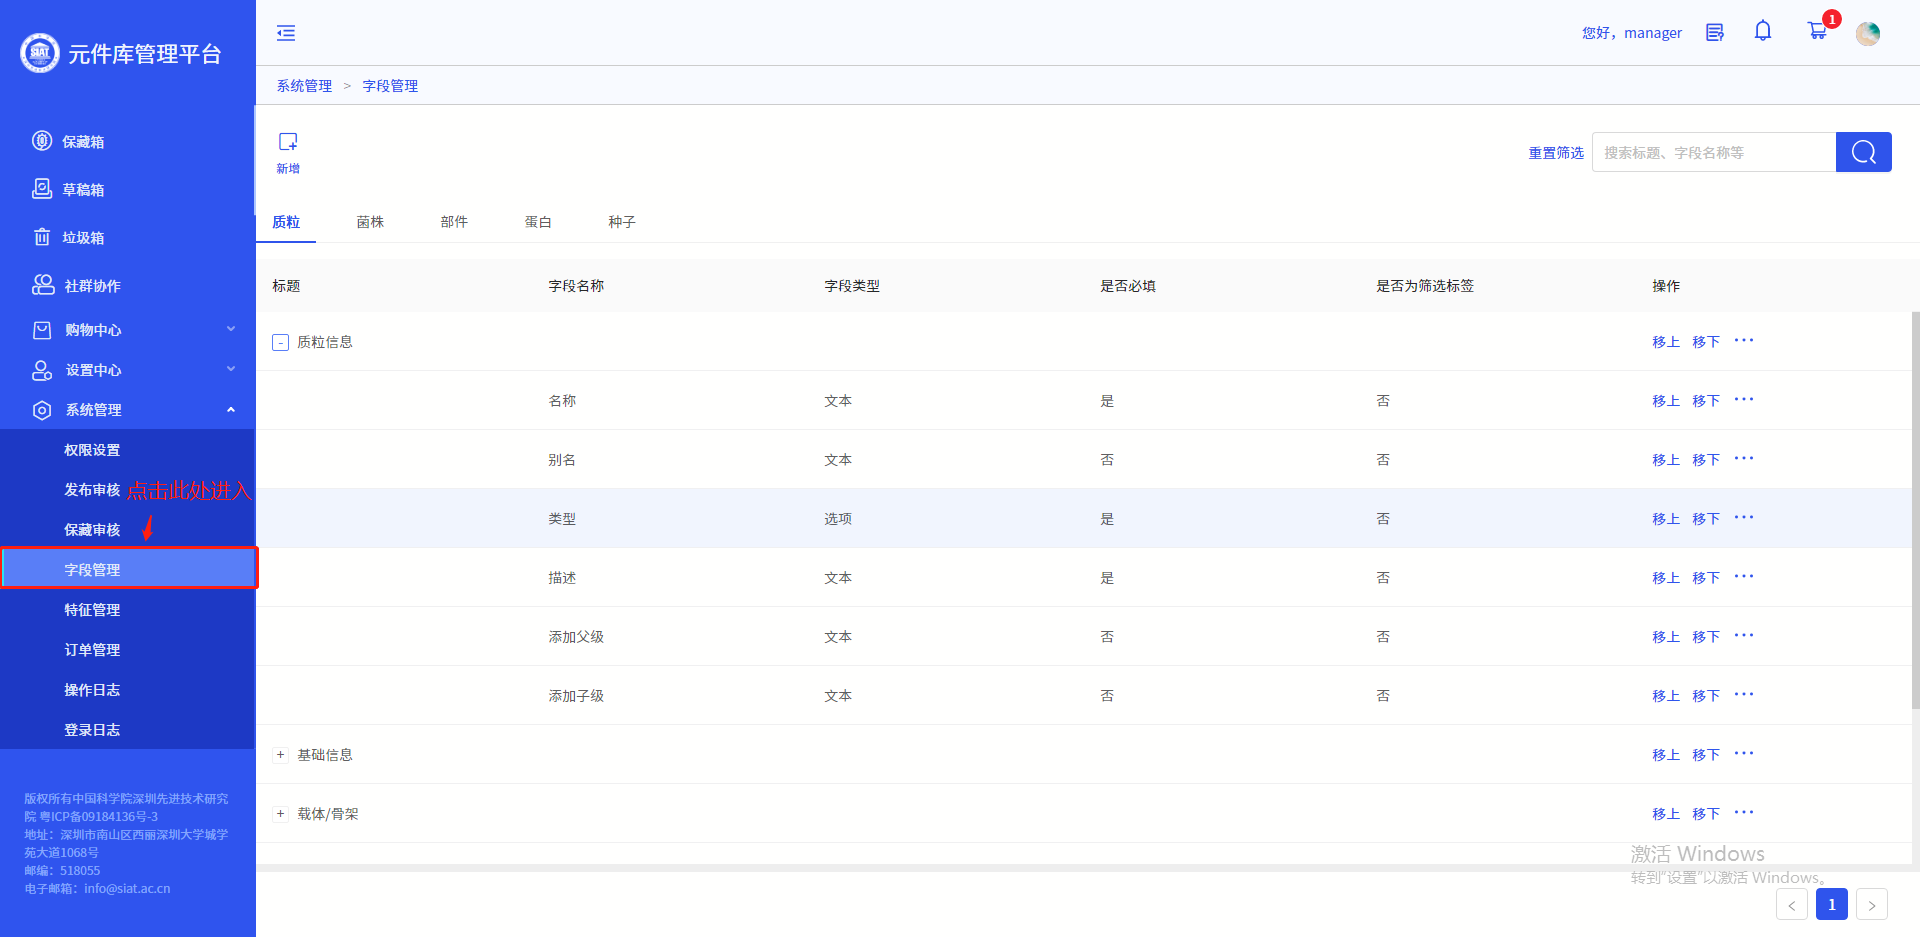 SIAT
元件库管理平台
您好，manager
1
系统管理 > 字段管理
保藏箱
草稿箱
垃圾箱
社群协作
购物中心
设置中心
系统管理
权限设置
发布审核
点击此处进入
保藏审核
字段管理
特征管理
订单管理
操作日志
登录日志
版权所有中国科学院深圳先进技术研究
院 粤ICP备09184136号-3
地址：深圳市南山区西丽深圳大学城学
苑大道1068号
邮编：518055
电子邮箱：info@siat.ac.cn
新增
重置筛选 搜索标题、字段名称等
质粒 菌株 部件 蛋白 种子
标题 字段名称 字段类型 是否必填 是否为筛选标签 操作
- 质粒信息 移上 移下 ···
名称 文本 是 否 移上 移下 ···
别名 文本 否 否 移上 移下 ···
类型 选项 是 否 移上 移下 ···
描述 文本 是 否 移上 移下 ···
添加父级 文本 否 否 移上 移下 ···
添加子级 文本 否 否 移上 移下 ···
+ 基础信息 移上 移下 ···
+ 载体/骨架 移上 移下 ···
激活 Windows
转到"设置"以激活 Windows。
< 1 >